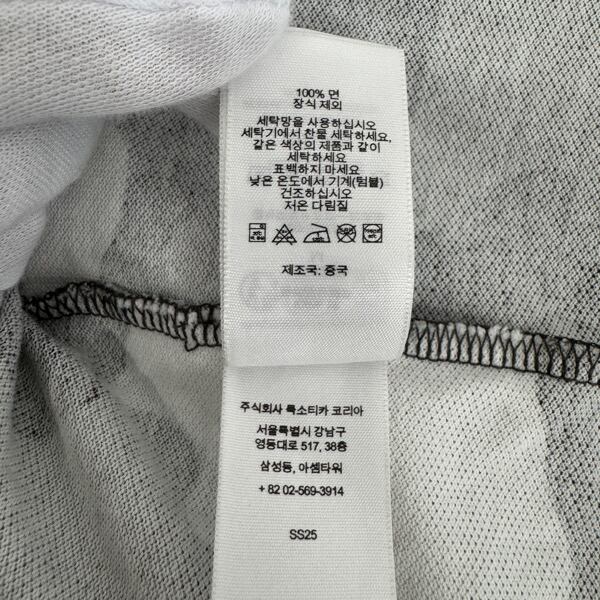 100% 면
장식 제외
세탁망을 사용하십시오
세탁기에서 찬물 세탁하세요,
같은 색상의 제품과 같이
세탁하세요
표백하지 마세요
낮은 온도에서 기계(텀블)
건조하십시오
저온 다림질
제조국: 중국
주식회사 룩소티카 코리아
서울특별시 강남구
영동대로 517, 38층
삼성동, 아셈타워
+ 82 02-569-3914
SS25